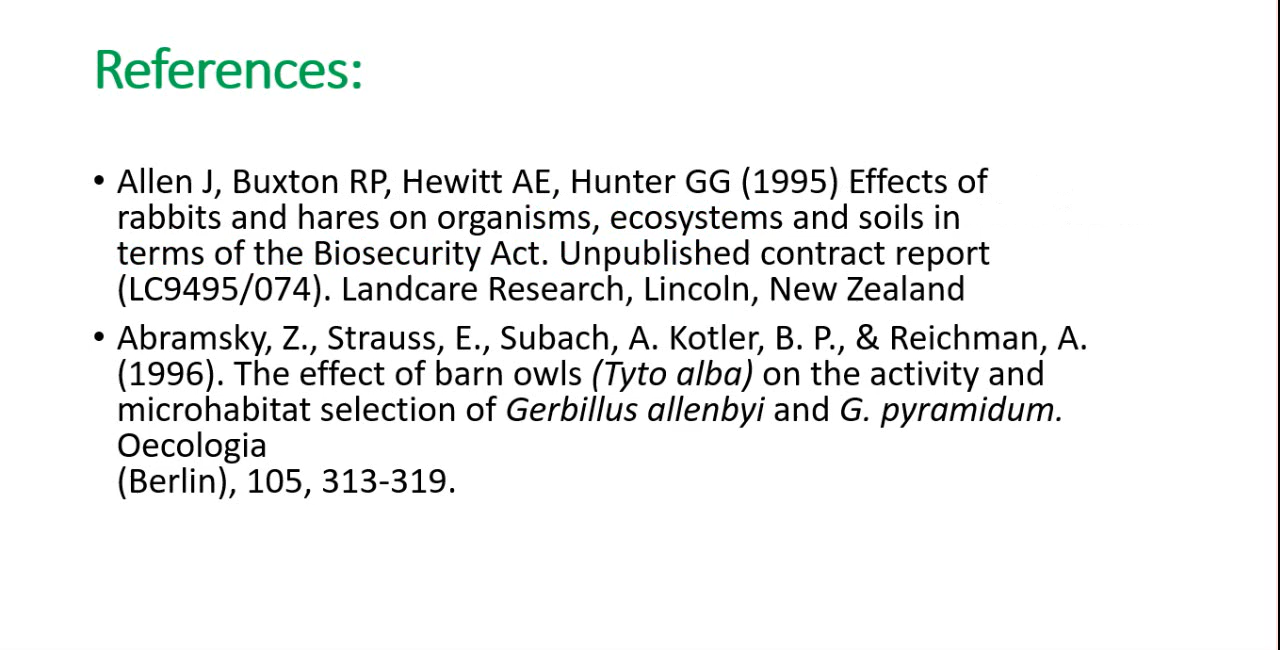 References:
• Allen J, Buxton RP, Hewitt AE, Hunter GG (1995) Effects of
rabbits and hares on organisms, ecosystems and soils in
terms of the Biosecurity Act. Unpublished contract report
(LC9495/074). Landcare Research, Lincoln, New Zealand
• Abramsky, Z., Strauss, E., Subach, A. Kotler, B. P., & Reichman, A.
(1996). The effect of barn owls (Tyto alba) on the activity and
microhabitat selection of Gerbillus allenbyi and G. pyramidum.
Oecologia
(Berlin), 105, 313-319.